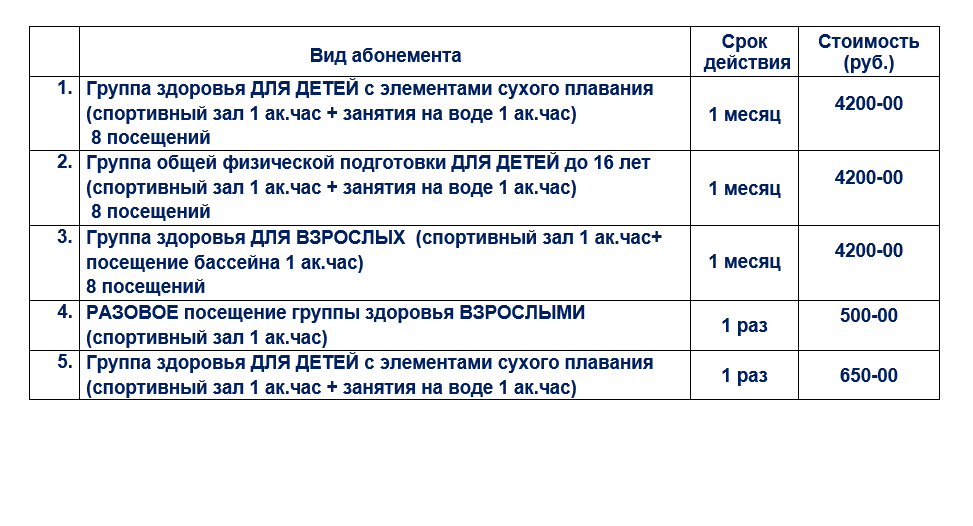 Вид абонемента
Срок
действия
Стоимость
(руб.)
1. Группа здоровья ДЛЯ ДЕТЕЙ с элементами сухого плавания
(спортивный зал 1 ак.час + занятия на воде 1 ак.час)
8 посещений
1 месяц
4200-00
2. Группа общей физической подготовки ДЛЯ ДЕТЕЙ до 16 лет
(спортивный зал 1 ак.час + занятия на воде 1 ак.час)
8 посещений
1 месяц
4200-00
3. Группа здоровья ДЛЯ ВЗРОСЛЫХ (спортивный зал 1 ак.час+
посещение бассейна 1 ак.час)
8 посещений
1 месяц
4200-00
4. РАЗОВОЕ посещение группы здоровья ВЗРОСЛЫМИ
(спортивный зал 1 ак.час)
1 раз
500-00
5. Группа здоровья ДЛЯ ДЕТЕЙ с элементами сухого плавания
(спортивный зал 1 ак.час + занятия на воде 1 ак.час)
1 раз
650-00